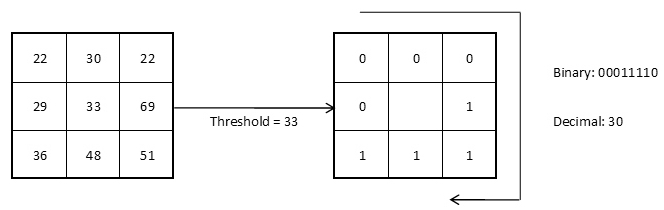 22 30 22
29 33 69
36 48 51
Threshold = 33
0 0 0
0 1
1 1 1
Binary: 00011110
Decimal: 30